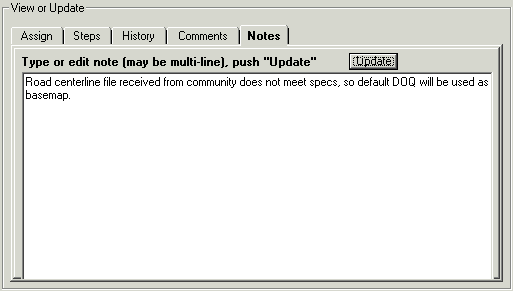 View or Update
Assign Steps History Comments Notes
Type or edit note (may be multi-line), push "Update" Update
Road centerline file received from community does not meet specs, so default DOQ will be used as
basemap.